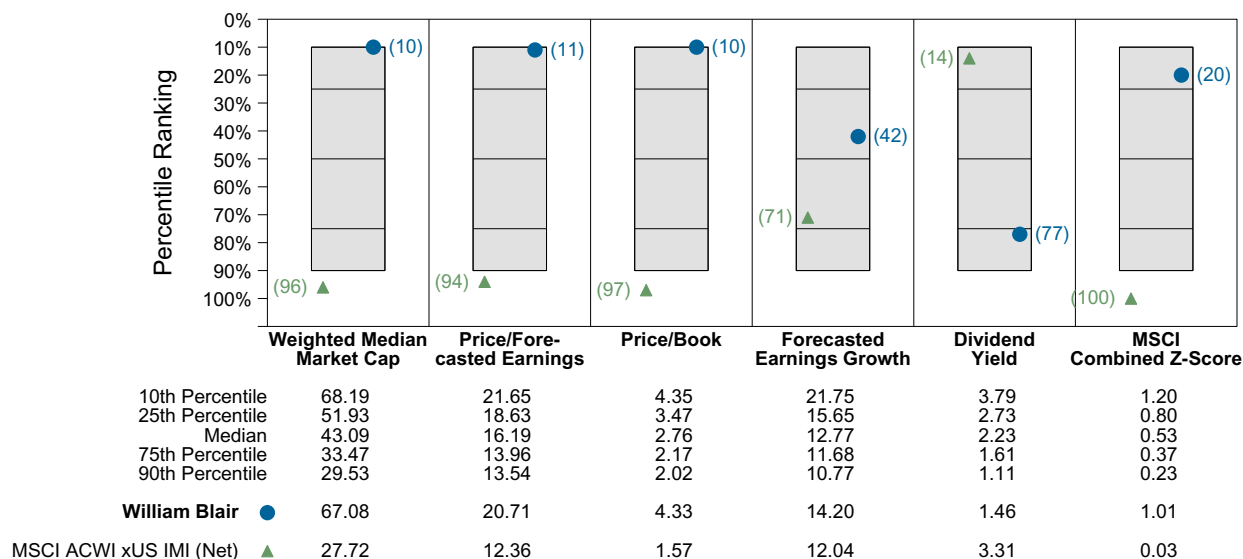 Percentile Ranking
0%
10%
20%
30%
40%
50%
60%
70%
80%
90%
100%
(10)
(96)
(11)
(94)
(10)
(97)
(42)
(71)
(14)
(77)
(20)
(100)
Weighted Median
Market Cap
Price/Fore-
casted Earnings
Price/Book
Forecasted
Earnings Growth
Dividend
Yield
MSCI
Combined Z-Score
10th Percentile 68.19 21.65 4.35 21.75 3.79 1.20
25th Percentile 51.93 18.63 3.47 15.65 2.73 0.80
Median 43.09 16.19 2.76 12.77 2.23 0.53
75th Percentile 33.47 13.96 2.17 11.68 1.61 0.37
90th Percentile 29.53 13.54 2.02 10.77 1.11 0.23
William Blair 67.08 20.71 4.33 14.20 1.46 1.01
MSCI ACWI xUS IMI (Net) 27.72 12.36 1.57 12.04 3.31 0.03